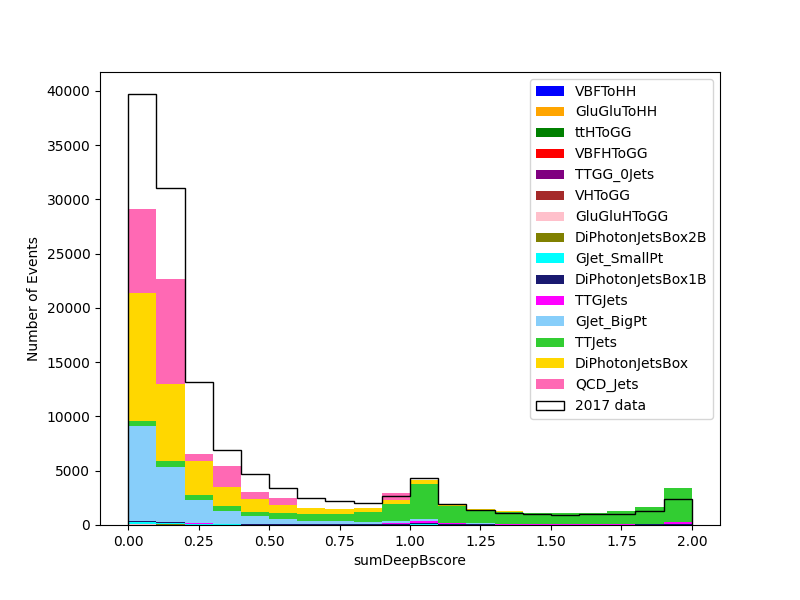 40000
35000
30000
25000
20000
15000
10000
5000
0
Number of Events
0.00 0.25 0.50 0.75 1.00 1.25 1.50 1.75 2.00
sumDeepBscore
VBFToHH
GluGluToHH
ttHToGG
VBFHToGG
TTGG_0Jets
VHToGG
GluGluHToGG
DiPhotonJetsBox2B
GJet_SmallPt
DiPhotonJetsBox1B
TTGJets
GJet_BigPt
TTJets
DiPhotonJetsBox
QCD_Jets
2017 data